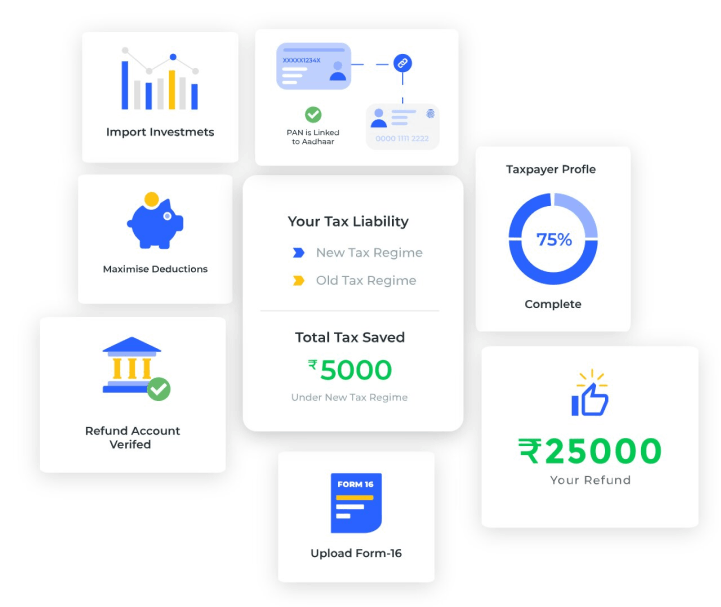 Import Investmets
XXXXX1234X
PAN is Linked
to Aadhaar
0000 1111 2222
Maximise Deductions
Your Tax Liability
New Tax Regime
Old Tax Regime
Total Tax Saved
₹5000
Under New Tax Regime
Taxpayer Profle
75%
Complete
Refund Account
Verifed
₹25000
Your Refund
FORM 16
Upload Form-16